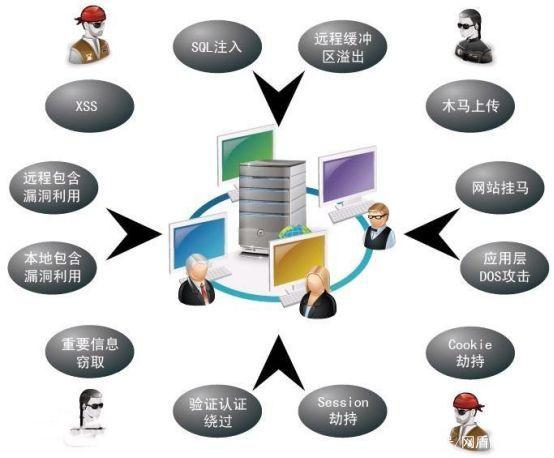 SQL注入
远程缓冲
区溢出
XSS
木马上传
远程包含
漏洞利用
网站挂马
本地包含
漏洞利用
应用层
DOS攻击
重要信息
窃取
Cookie
劫持
验证认证
绕过
Session
劫持
网盾